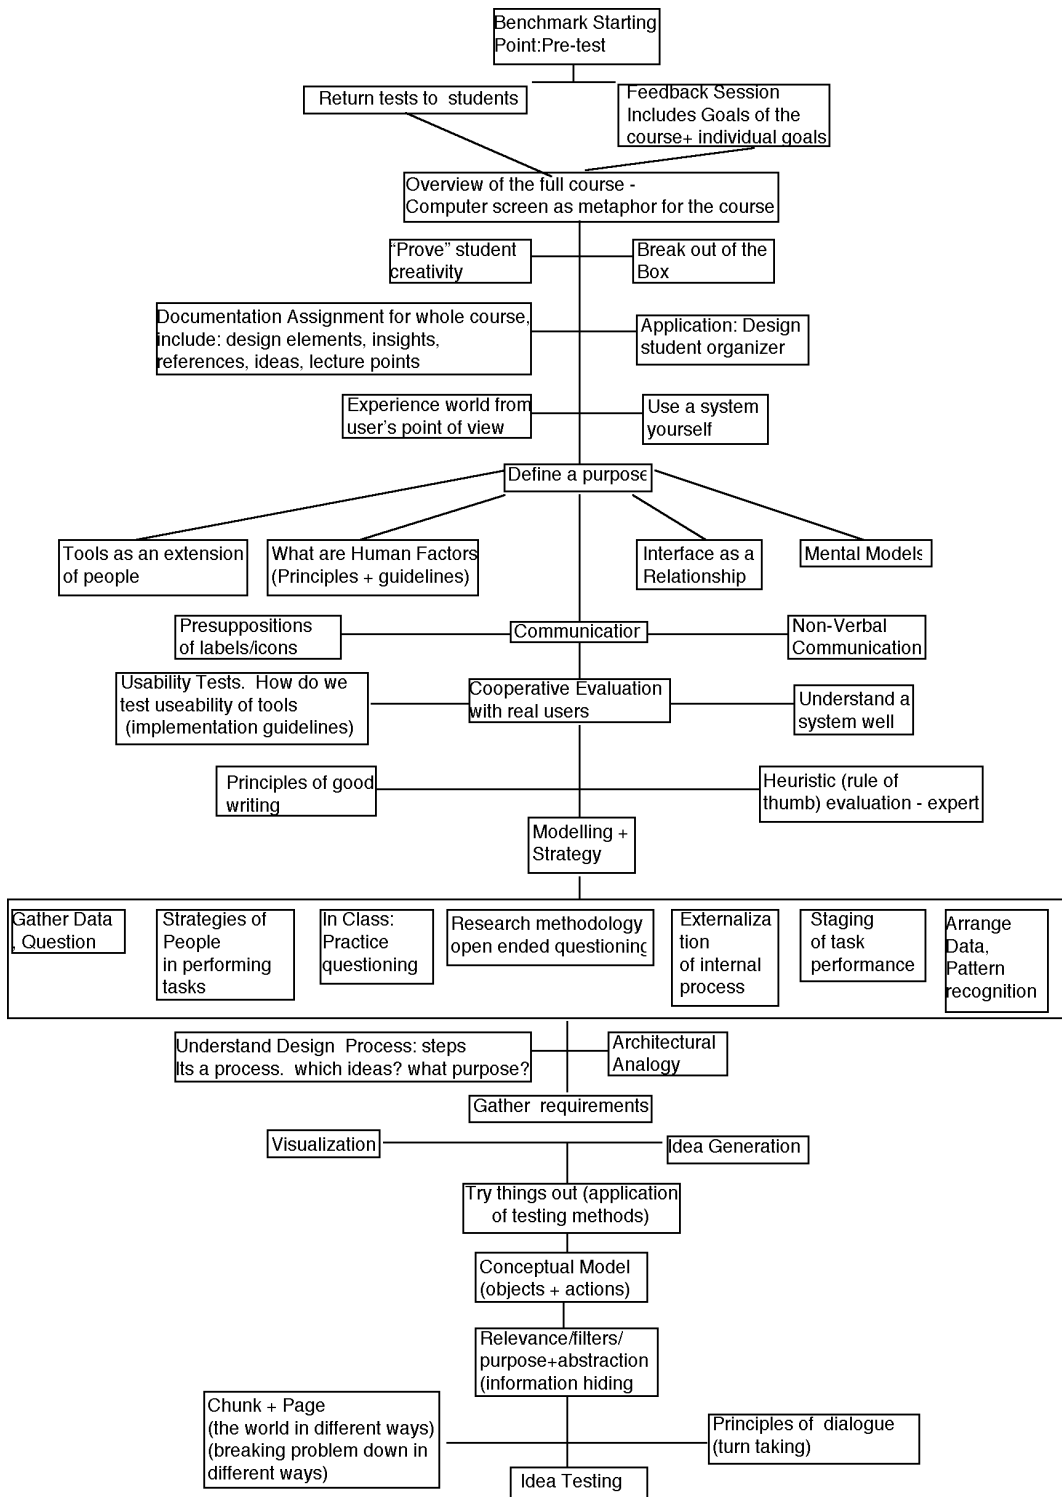 Benchmark Starting
Point:Pre-test
Return tests to students
Feedback Session
Includes Goals of the
course+ individual goals
Overview of the full course -
Computer screen as metaphor for the course
“Prove” student
creativity
Break out of the
Box
Documentation Assignment for whole course,
include: design elements, insights,
references, ideas, lecture points
Application: Design
student organizer
Experience world from
user’s point of view
Use a system
yourself
Define a purpose
Tools as an extension
of people
What are Human Factors
(Principles + guidelines)
Interface as a
Relationship
Mental Models
Presuppositions
of labels/icons
Communication
Non-Verbal
Communication
Usability Tests. How do we
test useability of tools
(implementation guidelines)
Cooperative Evaluation
with real users
Understand a
system well
Principles of good
writing
Heuristic (rule of
thumb) evaluation - expert
Modelling +
Strategy
Gather Data
, Question
Strategies of
People
in performing
tasks
In Class:
Practice
questioning
Research methodology
open ended questioning
Externaliza
tion
of internal
process
Staging
of task
performance
Arrange
Data,
Pattern
recognition
Understand Design Process: steps
Its a process. which ideas? what purpose?
Architectural
Analogy
Gather requirements
Visualization
Idea Generation
Try things out (application
of testing methods)
Conceptual Model
(objects + actions)
Relevance/filters/
purpose+abstraction
(information hiding
Chunk + Page
(the world in different ways)
(breaking problem down in
different ways)
Principles of dialogue
(turn taking)
Idea Testing